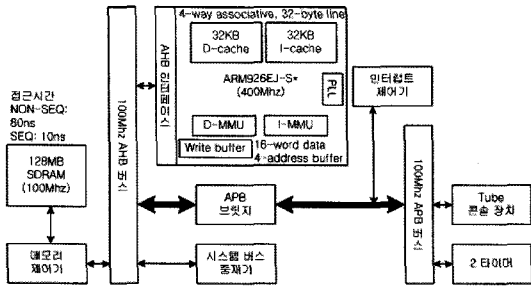 4-way associative, 32-byte line
32KB
D-cache
32KB
I-cache
AHB 인터페이스
ARM926EJ-S*
(400Mhz)
PLL
D-MMU
I-MMU
Write buffer
16-word data
4-address buffer
인터럽트
제어기
접근시간
NON-SEQ:
80ns
SEQ: 10ns
128MB
SDRAM
(100Mhz)
100Mhz AHB 버스
APB
브릿지
100Mhz APB 버스
Tube
콘솔 장치
메모리
제어기
시스템 버스
중재기
2 타이머